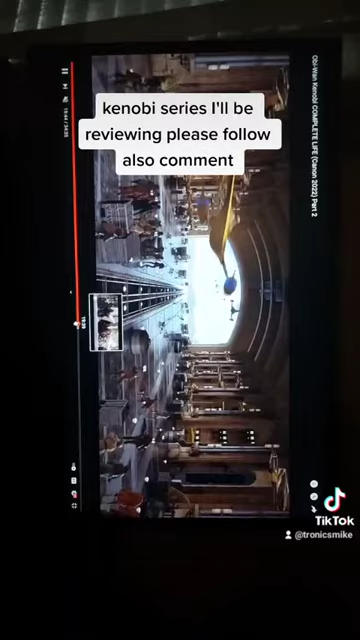 kenobi series I'll be
reviewing please follow
also comment
Obi-Wan Kenobi COMPLETE LIFE (Canon 2022) Part 2
TikTok
@tronicsmike